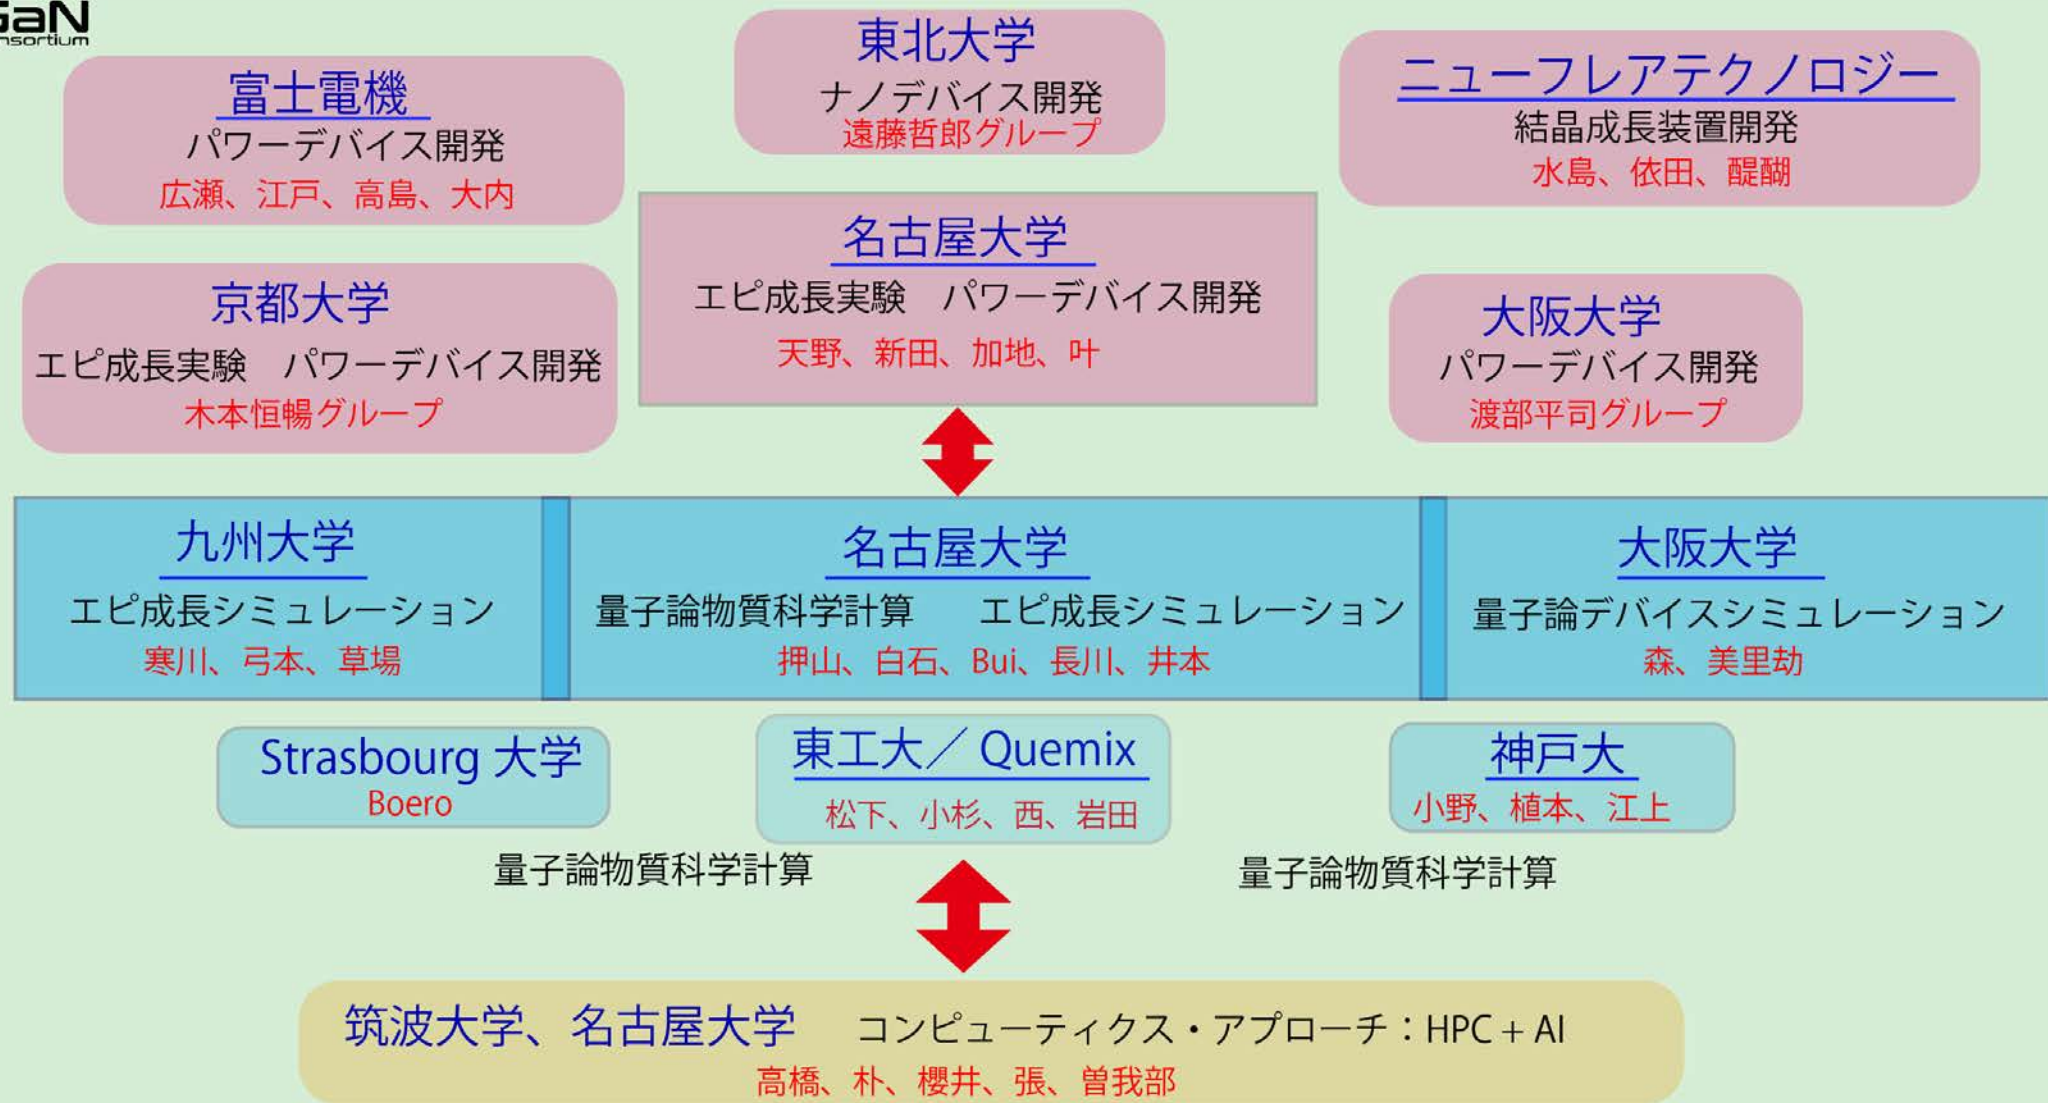 GaN
nsortium
東北大学
ナノデバイス開発
遠藤哲郎グループ
富士電機
パワーデバイス開発
広瀬、江戸、高島、大内
ニューフレアテクノロジー
結晶成長装置開発
水島、依田、醍醐
名古屋大学
エピ成長実験　パワーデバイス開発
天野、新田、加地、叶
京都大学
エピ成長実験　パワーデバイス開発
木本恒暢グループ
大阪大学
パワーデバイス開発
渡部平司グループ
九州大学
エピ成長シミュレーション
寒川、弓本、草場
名古屋大学
量子論物質科学計算　エピ成長シミュレーション
押山、白石、Bui、長川、井本
大阪大学
量子論デバイスシミュレーション
森、美里劫
Strasbourg 大学
Boero
東工大／ Quemix
松下、小杉、西、岩田
神戸大
小野、植本、江上
量子論物質科学計算
量子論物質科学計算
筑波大学、名古屋大学　コンピューティクス・アプローチ：HPC + AI
高橋、朴、櫻井、張、曽我部